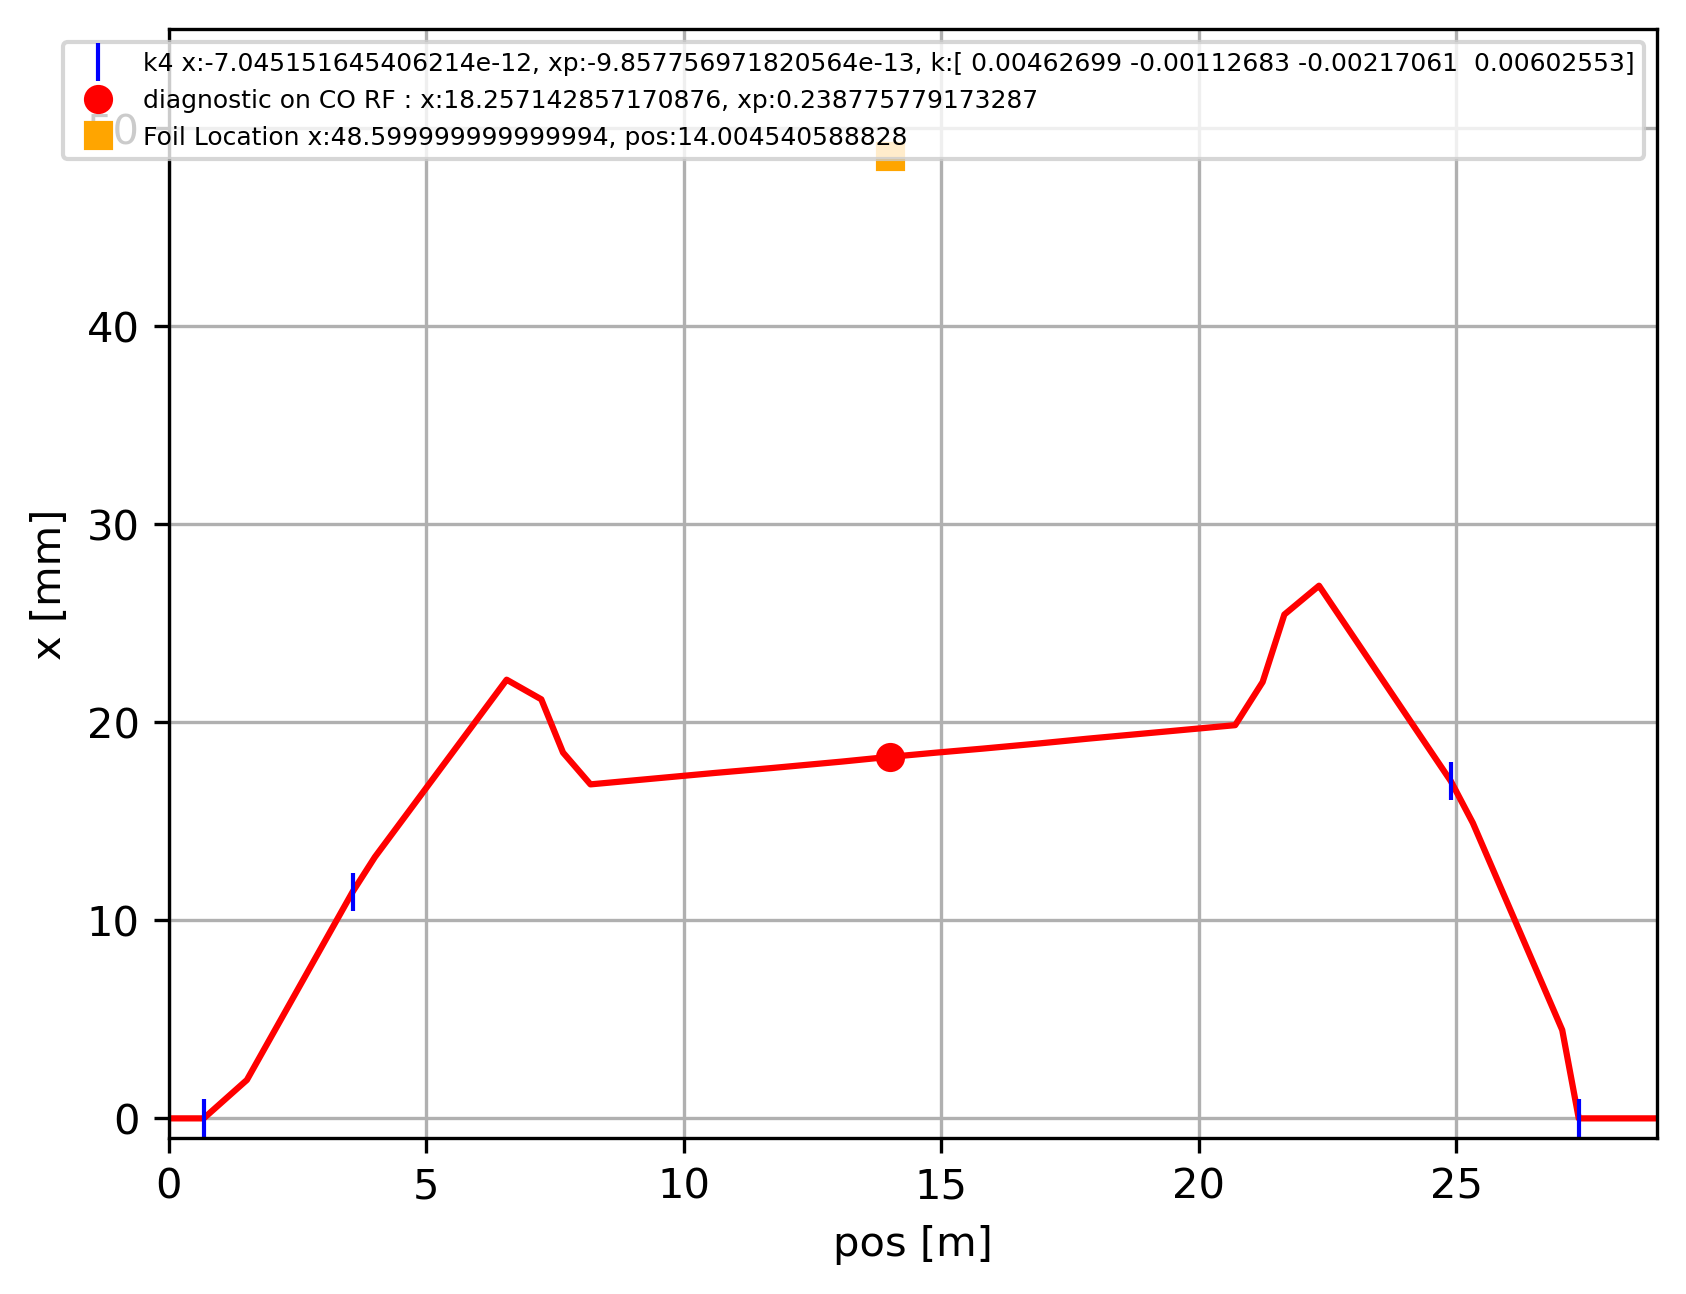 k4 x:-7.045151645406214e-12, xp:-9.857756971820564e-13, k:[ 0.00462699 -0.00112683 -0.00217061  0.00602553]
diagnostic on CO RF : x:18.257142857170876, xp:0.238775779173287
Foil Location x:48.599999999999994, pos:14.004540588828
50
40
30
20
10
0
x [mm]
0 5 10 15 20 25
pos [m]